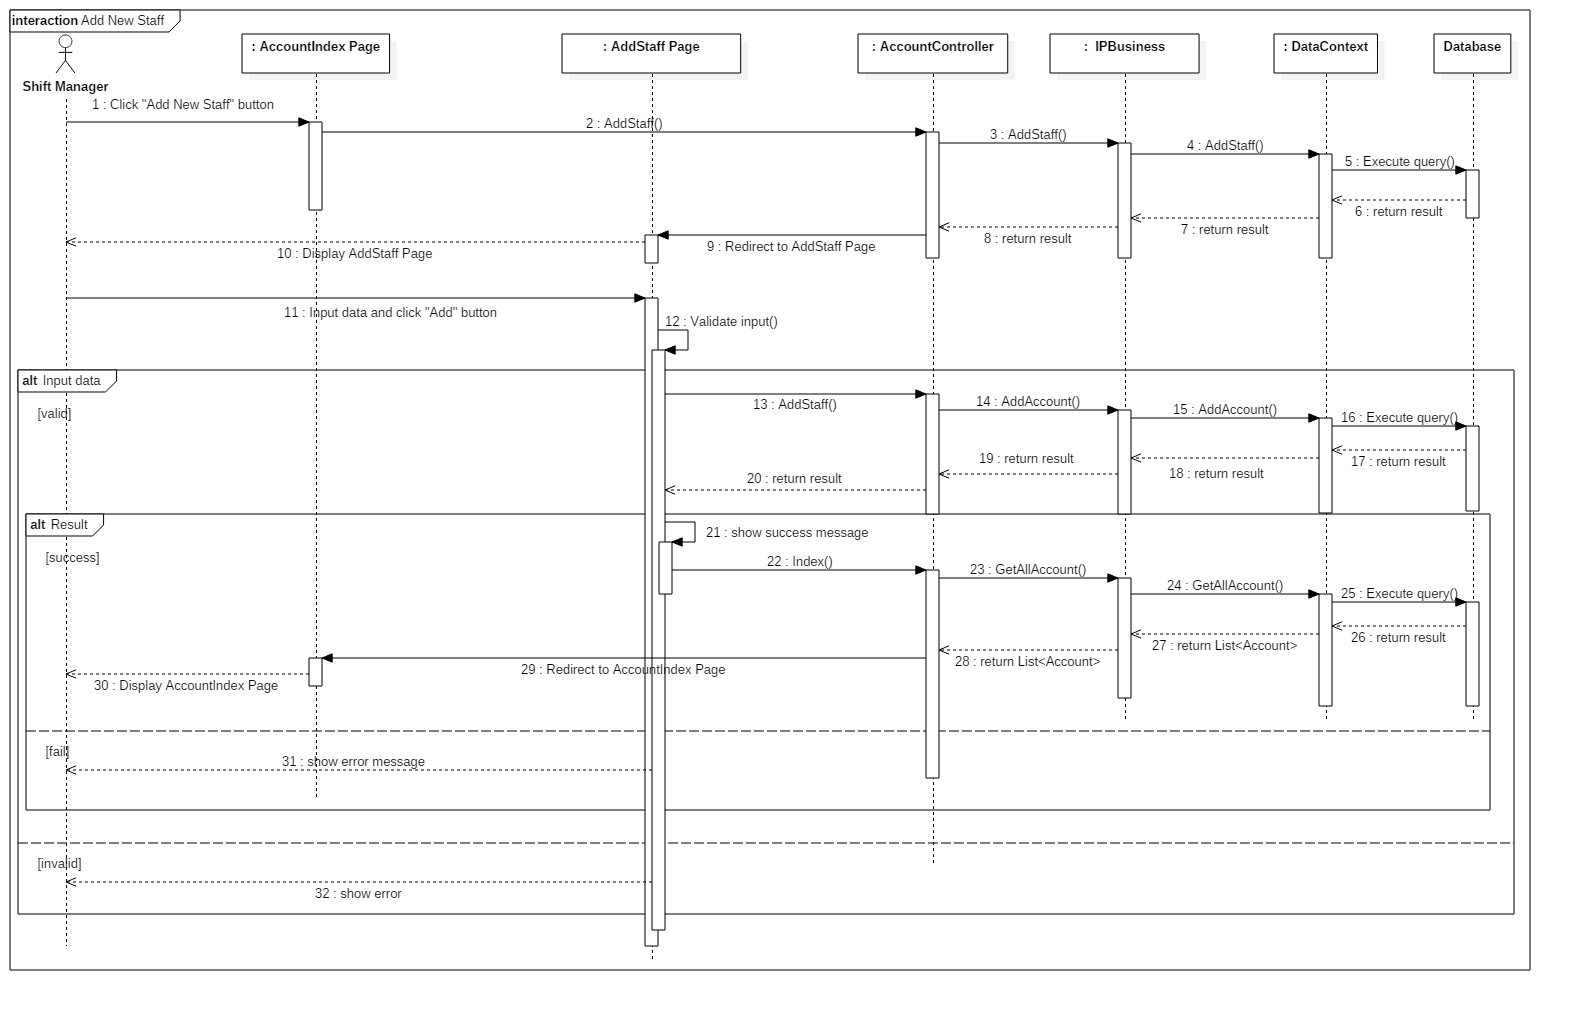 interaction Add New Staff
: AccountIndex Page
: AddStaff Page
: AccountController
: IPBusiness
: DataContext
Database
Shift Manager
1 : Click "Add New Staff" button
2 : AddStaff()
3 : AddStaff()
4 : AddStaff()
5 : Execute query()
6 : return result
7 : return result
8 : return result
9 : Redirect to AddStaff Page
10 : Display AddStaff Page
11 : Input data and click "Add" button
12 : Validate input()
alt Input data
[valid]
13 : AddStaff()
14 : AddAccount()
15 : AddAccount()
16 : Execute query()
17 : return result
18 : return result
19 : return result
20 : return result
alt Result
[success]
21 : show success message
22 : Index()
23 : GetAllAccount()
24 : GetAllAccount()
25 : Execute query()
26 : return result
27 : return List<Account>
28 : return List<Account>
29 : Redirect to AccountIndex Page
30 : Display AccountIndex Page
[fail]
31 : show error message
[invalid]
32 : show error